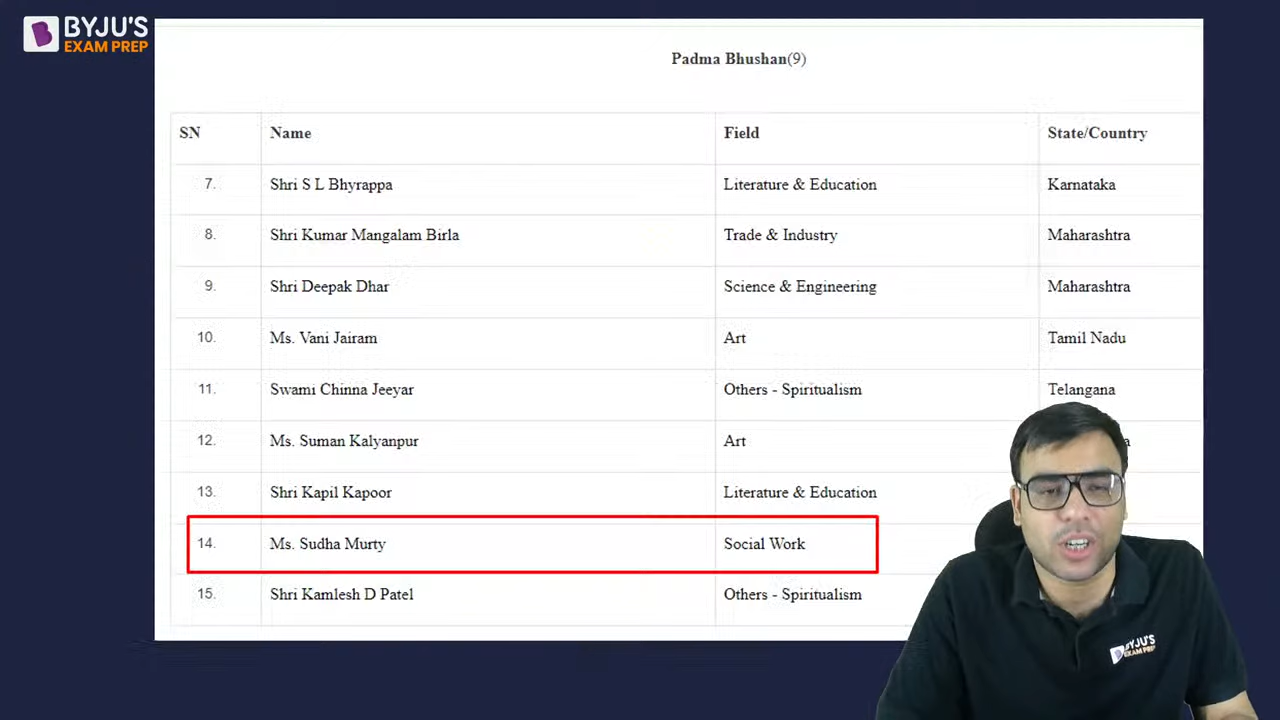 BYJU'S
EXAM PREP
Padma Bhushan(9)
SN Name Field State/Country
7. Shri S L Bhyrappa Literature & Education Karnataka
8. Shri Kumar Mangalam Birla Trade & Industry Maharashtra
9. Shri Deepak Dhar Science & Engineering Maharashtra
10. Ms. Vani Jairam Art Tamil Nadu
11. Swami Chinna Jeeyar Others - Spiritualism Telangana
12. Ms. Suman Kalyanpur Art
13. Shri Kapil Kapoor Literature & Education
14. Ms. Sudha Murty Social Work
15. Shri Kamlesh D Patel Others - Spiritualism
BYJU'S
EXAM PREP